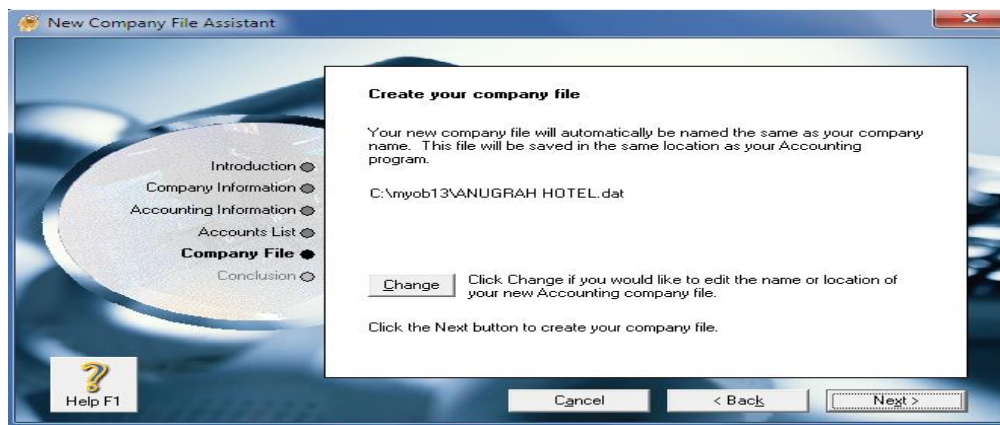 New Company File Assistant
Create your company file
Your new company file will automatically be named the same as your company
name. This file will be saved in the same location as your Accounting
program.
C:\myob13\ANUGRAH HOTEL.dat
Introduction
Company Information
Accounting Information
Accounts List
Company File
Conclusion
Change
Click Change if you would like to edit the name or location of
your new Accounting company file.
Click the Next button to create your company file.
Help F1
Cancel
< Back
Next >